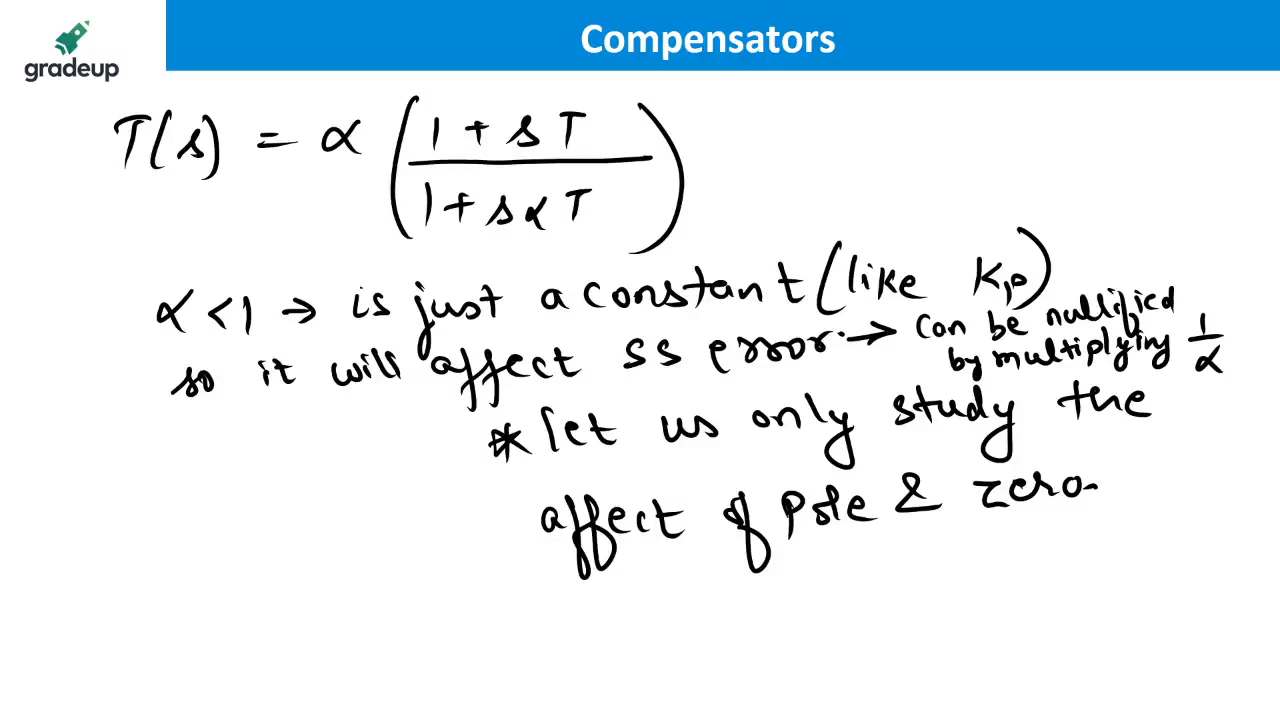 Compensators
gradeup
T(s) = α ( (1 + sT) / (1 + sαT) )
α < 1 → is just a constant (like Kp)
so it will affect ss error. → can be nullified
by multiplying 1/α
* let us only study the
affect of pole & zero.